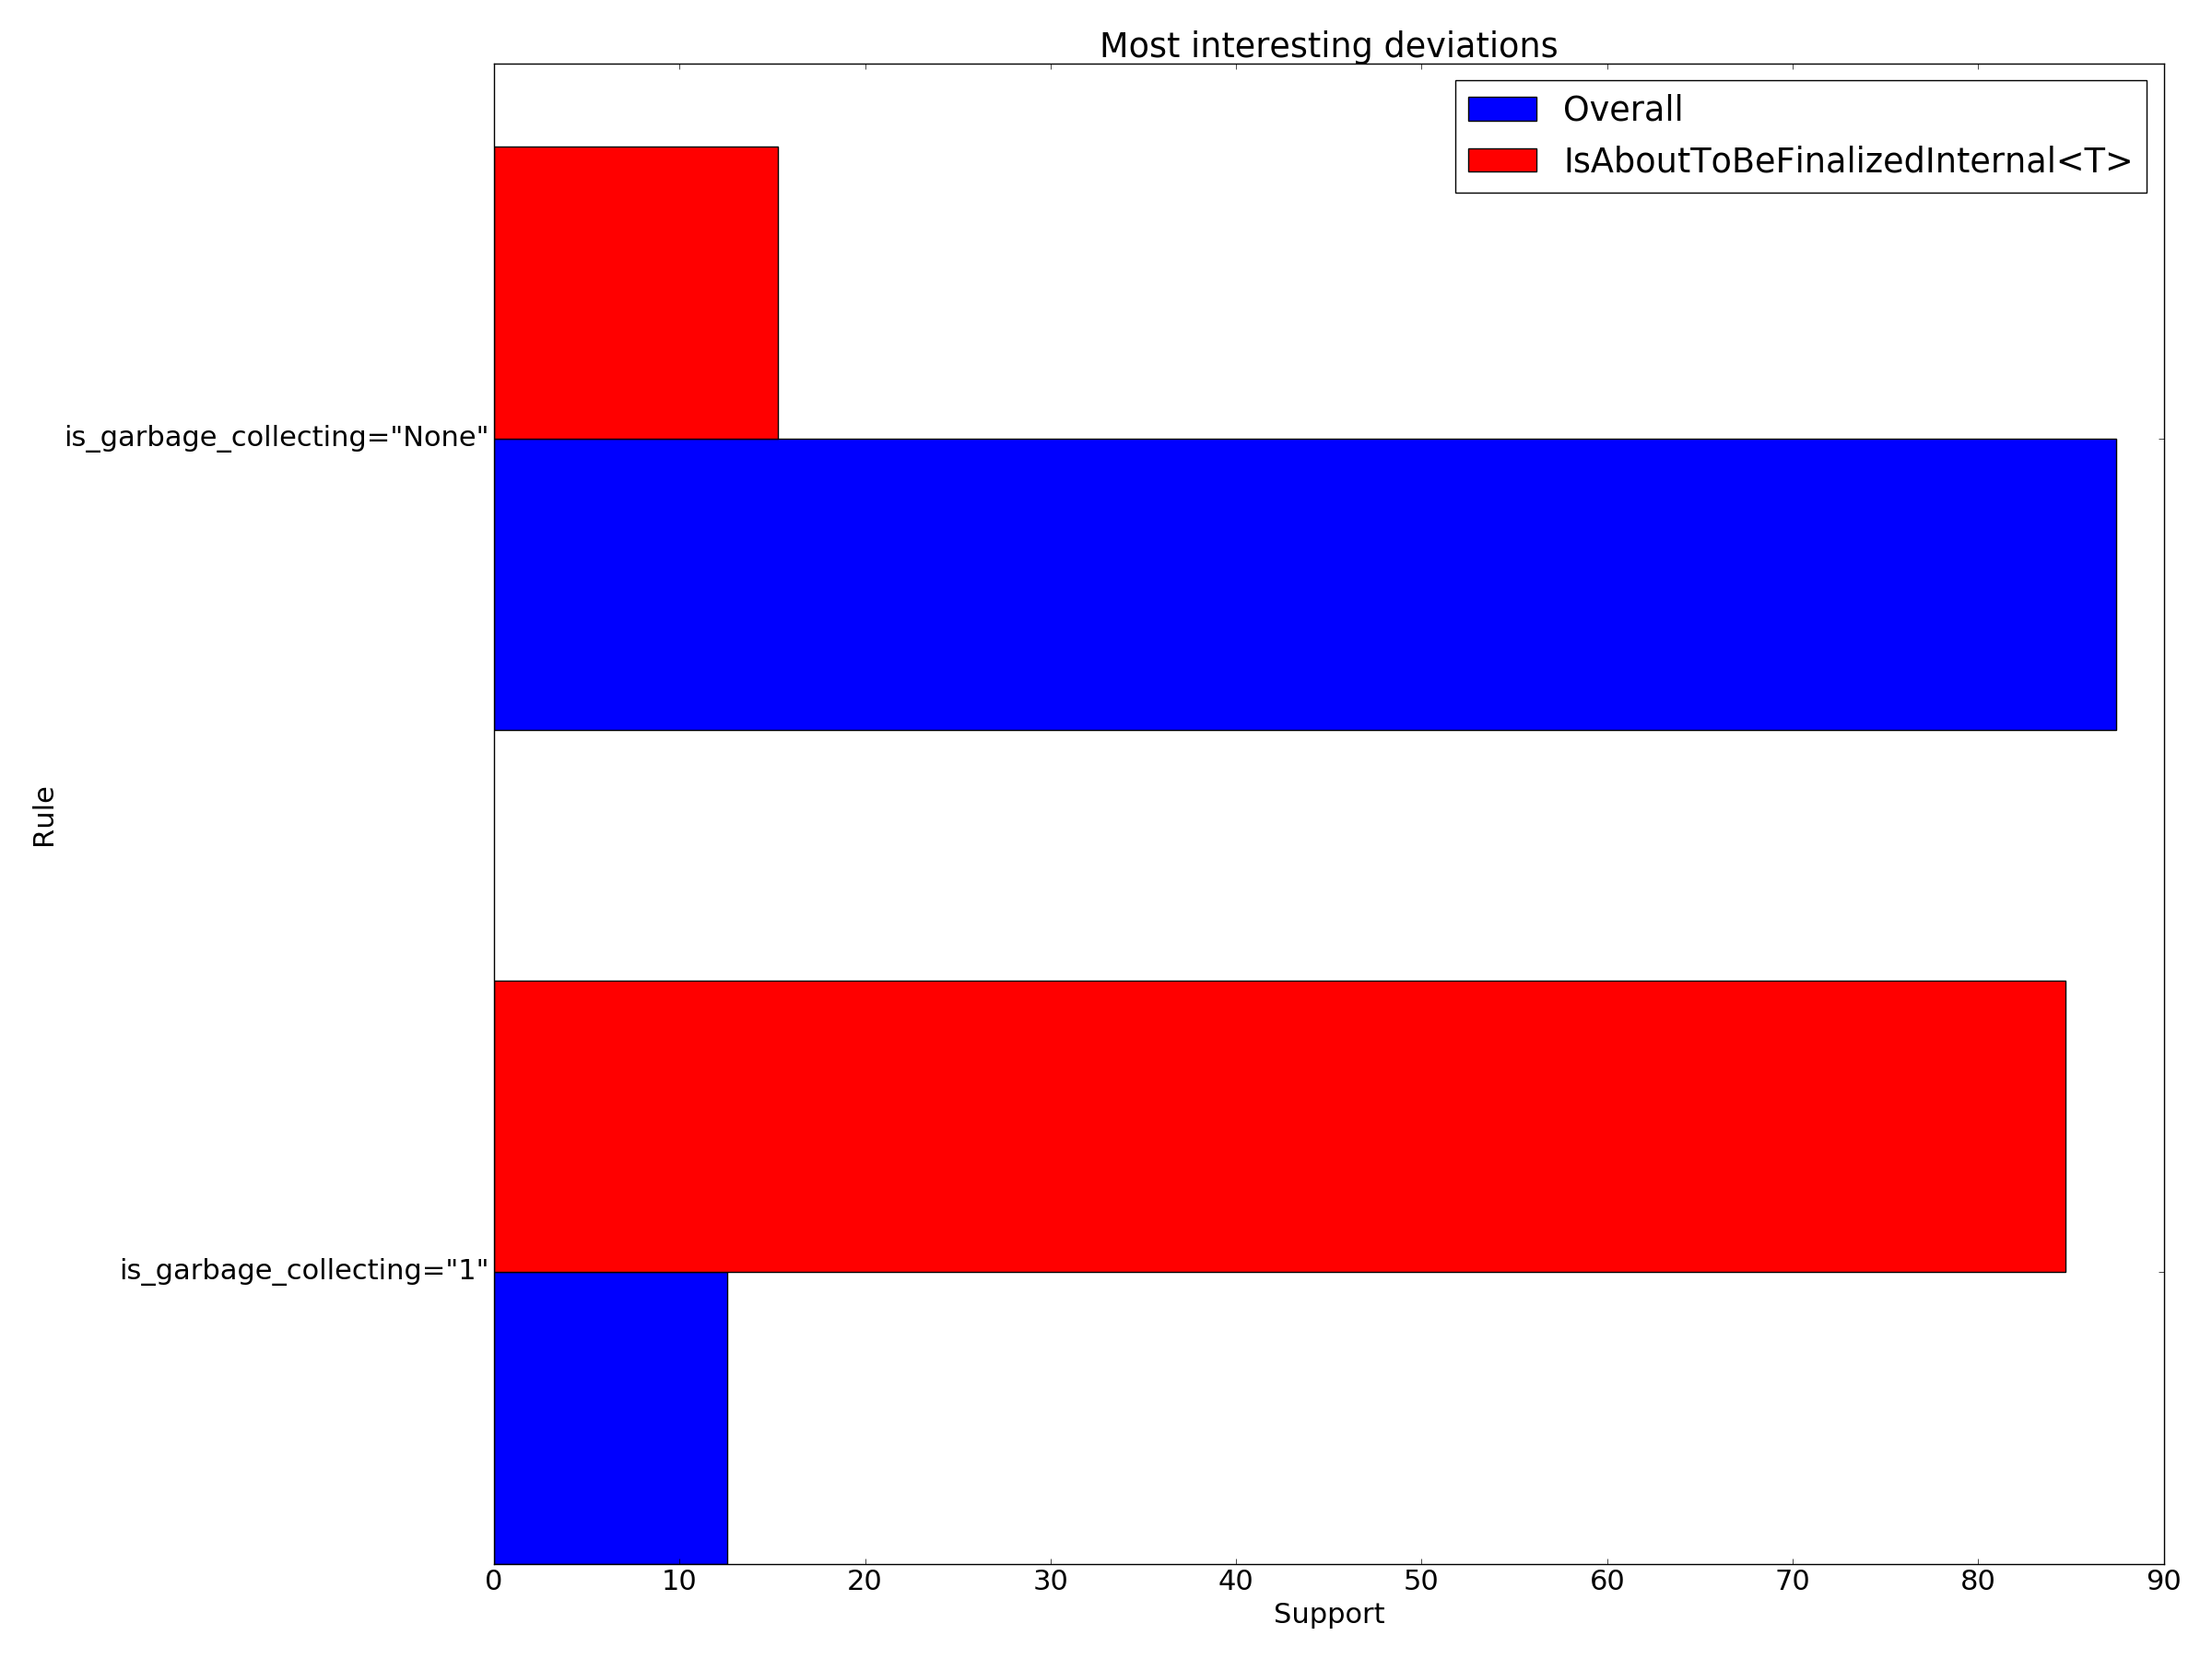 Most interesting deviations
Overall
IsAboutToBeFinalizedInternal<T>
is_garbage_collecting="None"
Rule
is_garbage_collecting="1"
0 10 20 30 40 50 60 70 80 90
Support